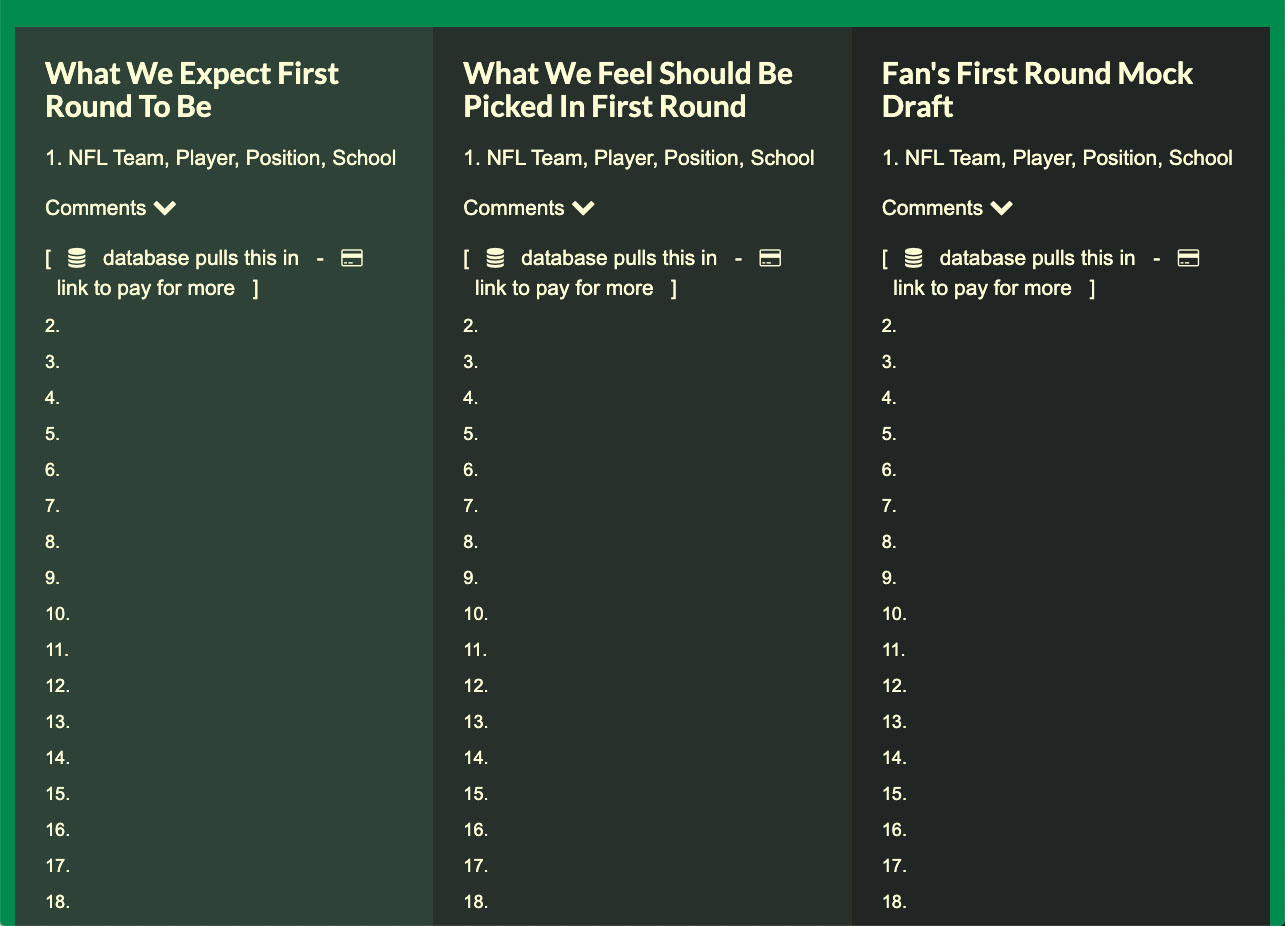 What We Expect First
Round To Be
1. NFL Team, Player, Position, School
Comments
[ database pulls this in -
link to pay for more ]
2.
3.
4.
5.
6.
7.
8.
9.
10.
11.
12.
13.
14.
15.
16.
17.
18.
What We Feel Should Be
Picked In First Round
1. NFL Team, Player, Position, School
Comments
[ database pulls this in -
link to pay for more ]
2.
3.
4.
5.
6.
7.
8.
9.
10.
11.
12.
13.
14.
15.
16.
17.
18.
Fan's First Round Mock
Draft
1. NFL Team, Player, Position, School
Comments
[ database pulls this in -
link to pay for more ]
2.
3.
4.
5.
6.
7.
8.
9.
10.
11.
12.
13.
14.
15.
16.
17.
18.